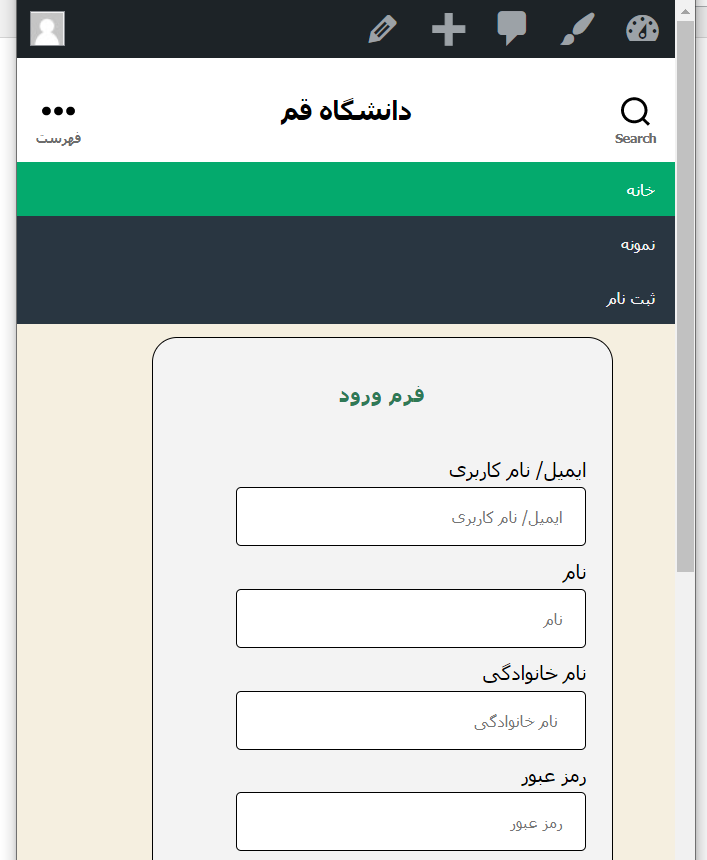 Search
دانشگاه قم
فهرست
خانه
نمونه
ثبت نام
فرم ورود
ایمیل/ نام کاربری
ایمیل/ نام کاربری
نام
نام
نام خانوادگی
نام خانوادگی
رمز عبور
رمز عبور